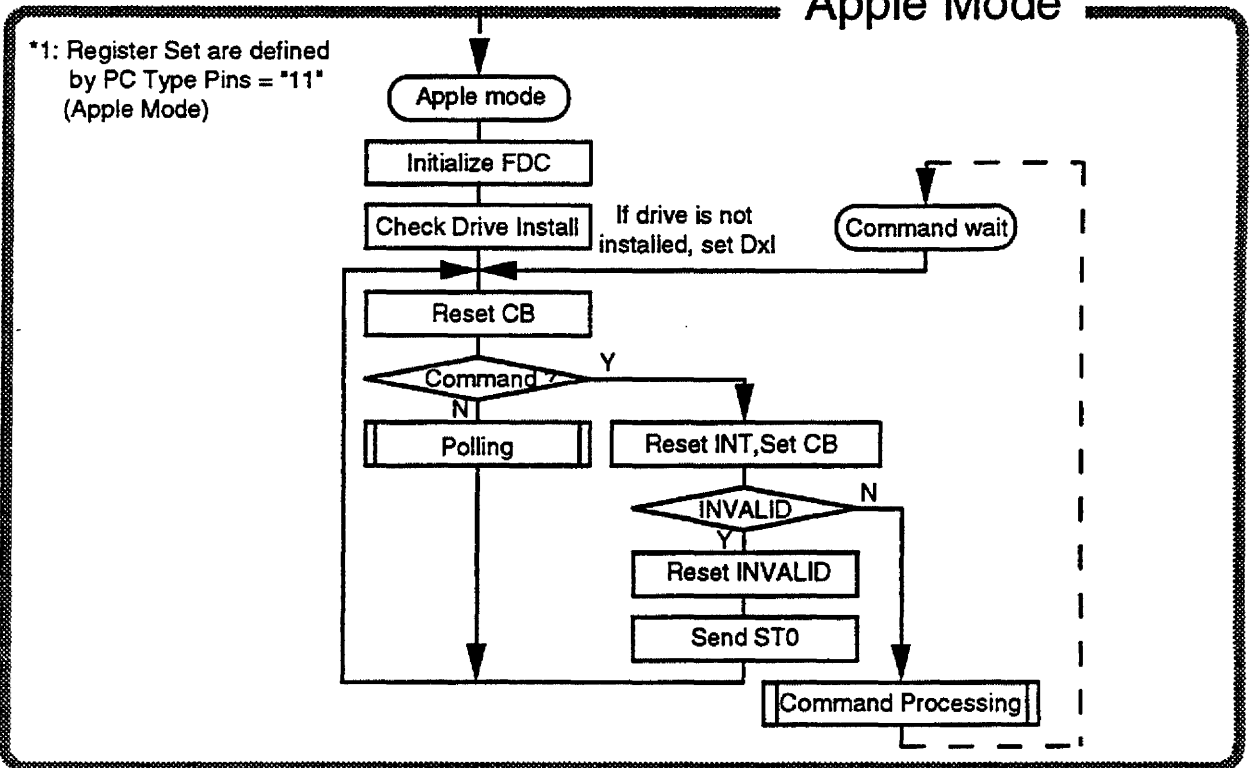 Apple Mode
*1: Register Set are defined
by PC Type Pins = "11"
(Apple Mode)
Apple mode
Initialize FDC
Check Drive Install
If drive is not
installed, set DxI
Command wait
Reset CB
Command ?
Y
N
Polling
Reset INT,Set CB
INVALID
N
Y
Reset INVALID
Send ST0
Command Processing